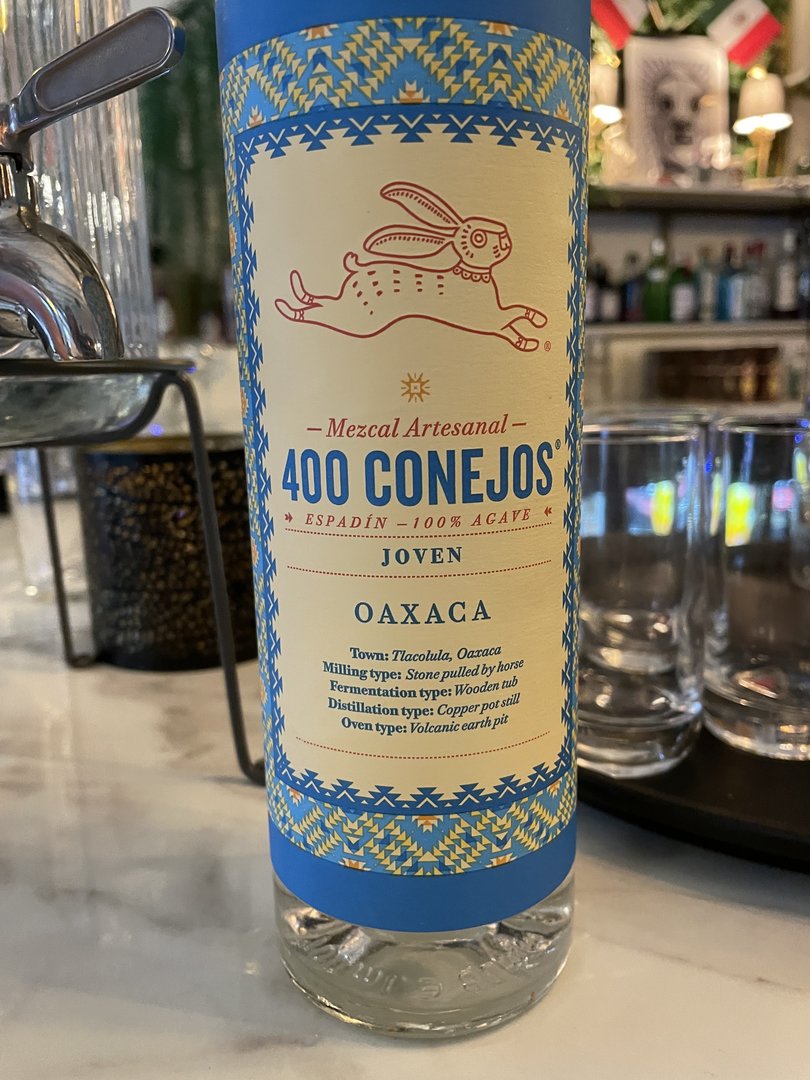 – Mezcal Artesanal –
400 CONEJOS®
ESPADÍN – 100% AGAVE
JOVEN
OAXACA
Town: Tlacolula, Oaxaca
Milling type: Stone pulled by horse
Fermentation type: Wooden tub
Distillation type: Copper pot still
Oven type: Volcanic earth pit